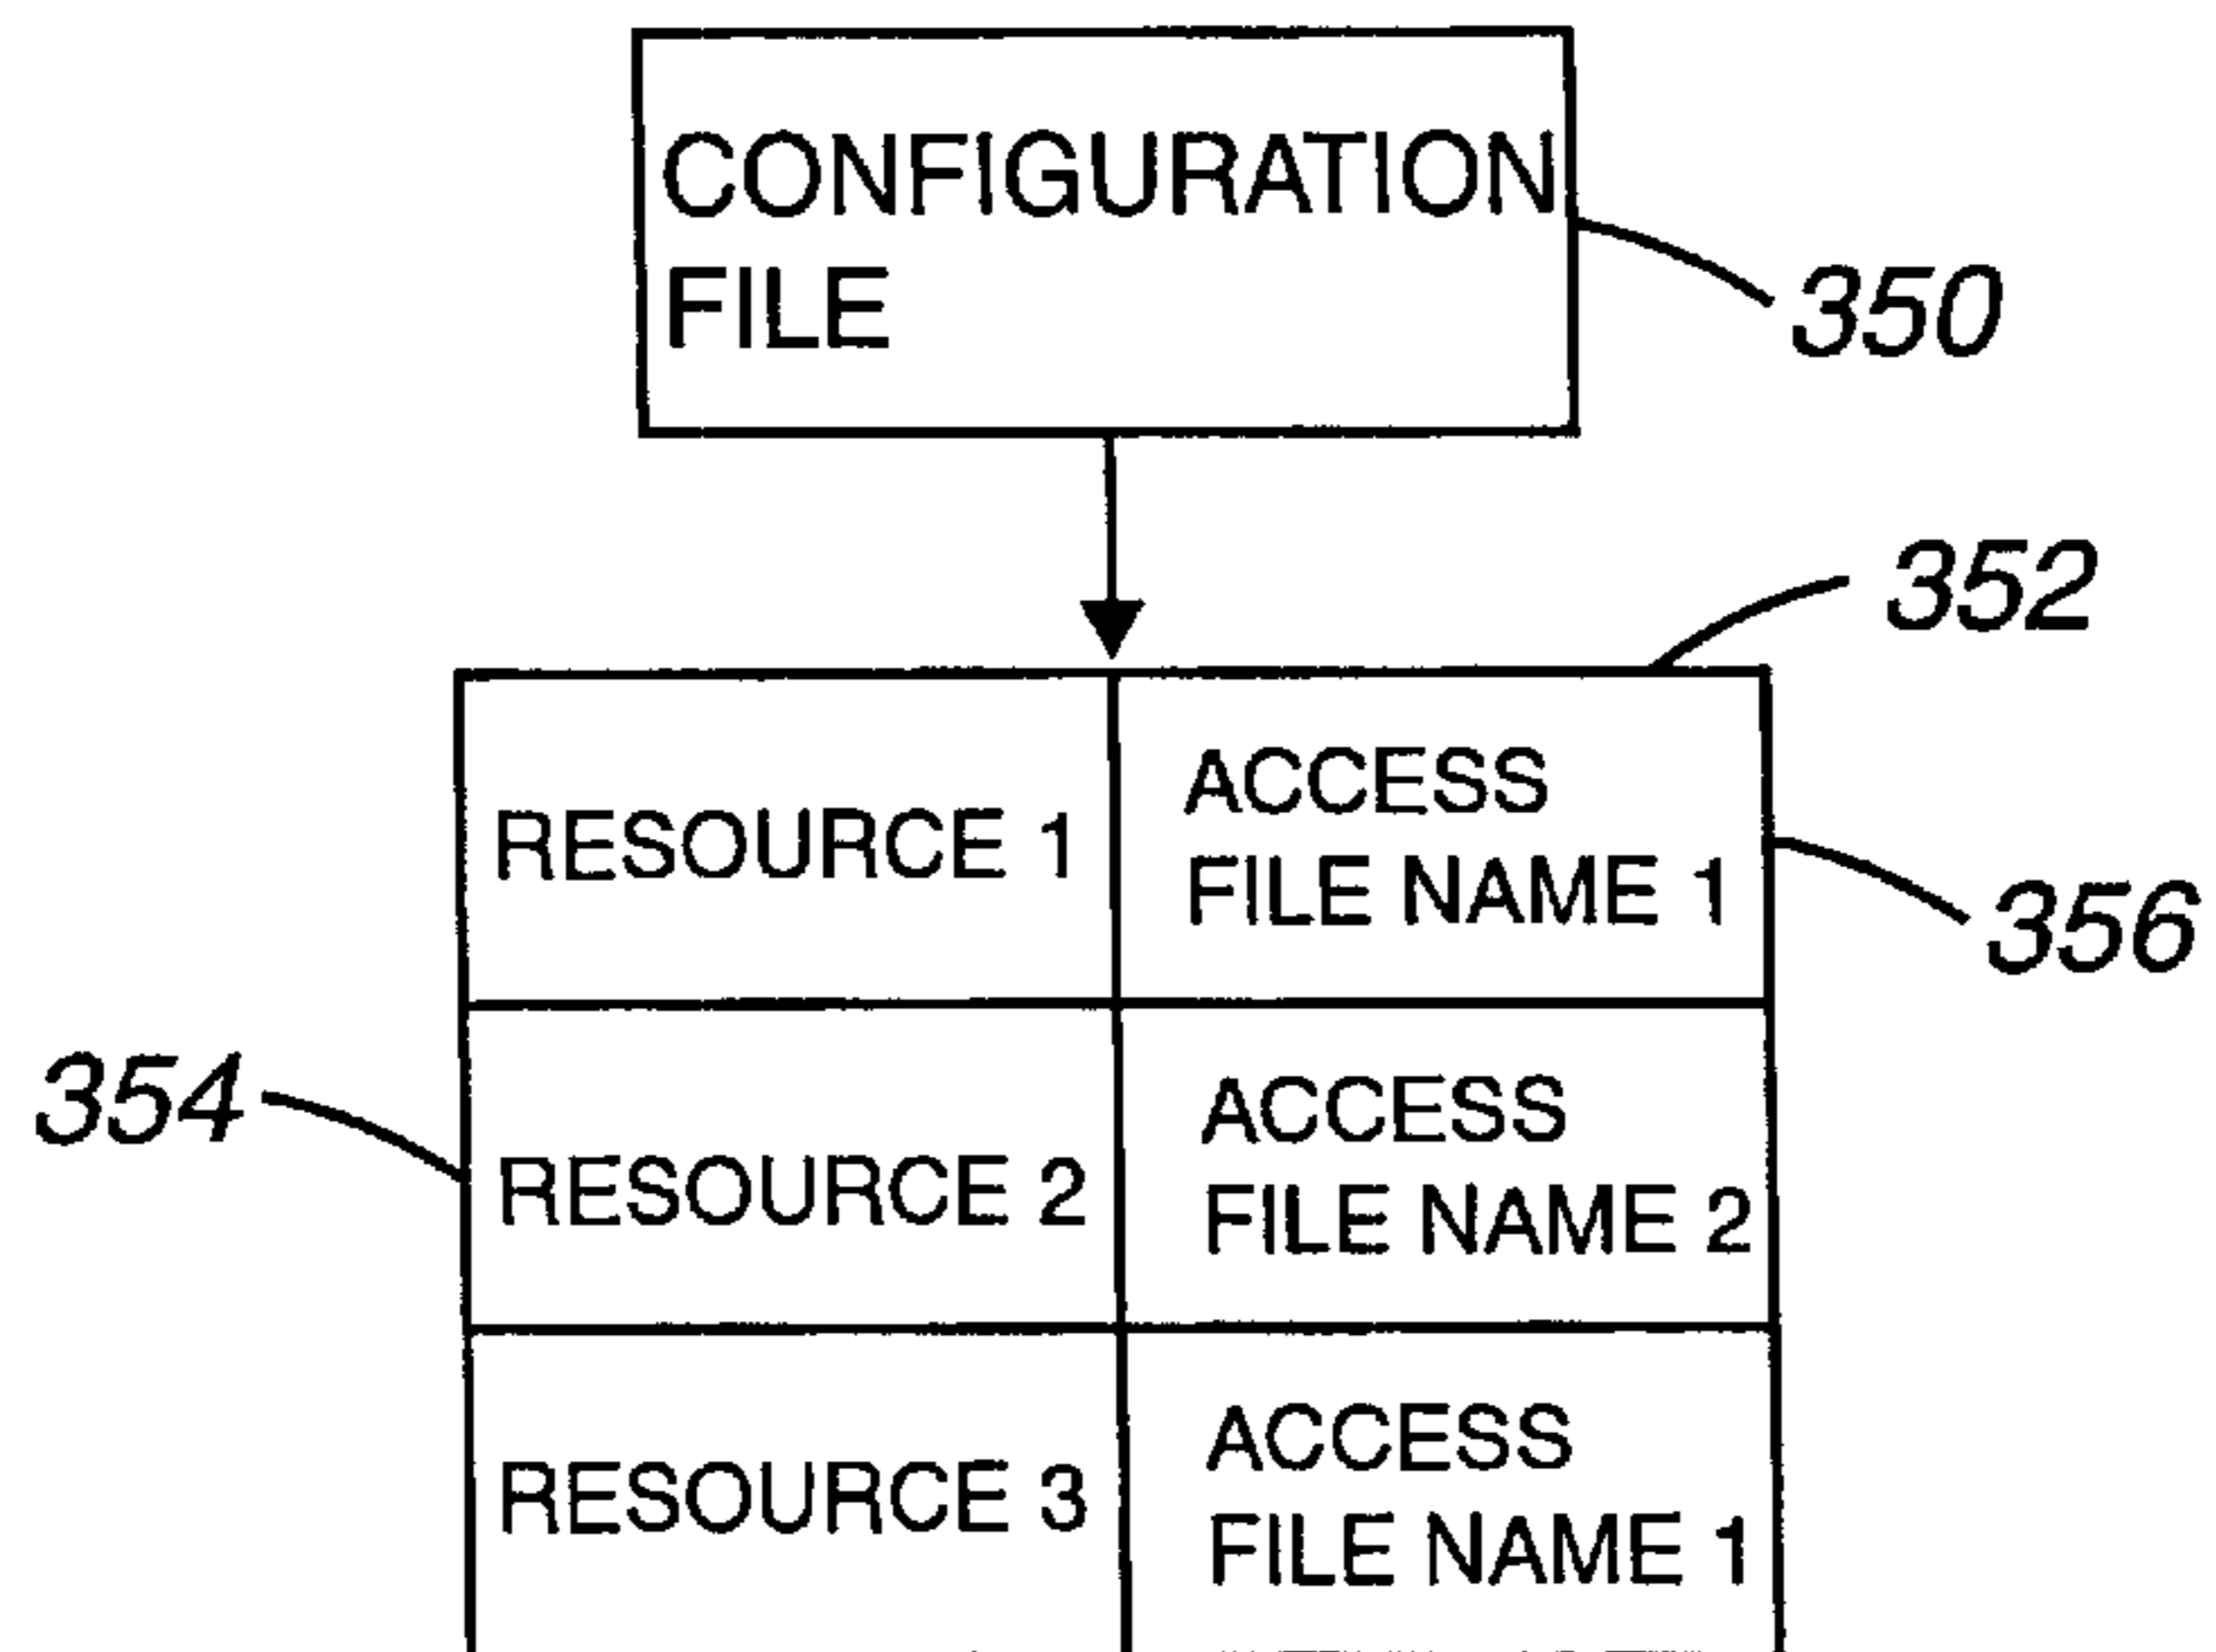 CONFIGURATION
FILE
350
352
RESOURCE 1
ACCESS
FILE NAME 1
356
354
RESOURCE 2
ACCESS
FILE NAME 2
RESOURCE 3
ACCESS
FILE NAME 1